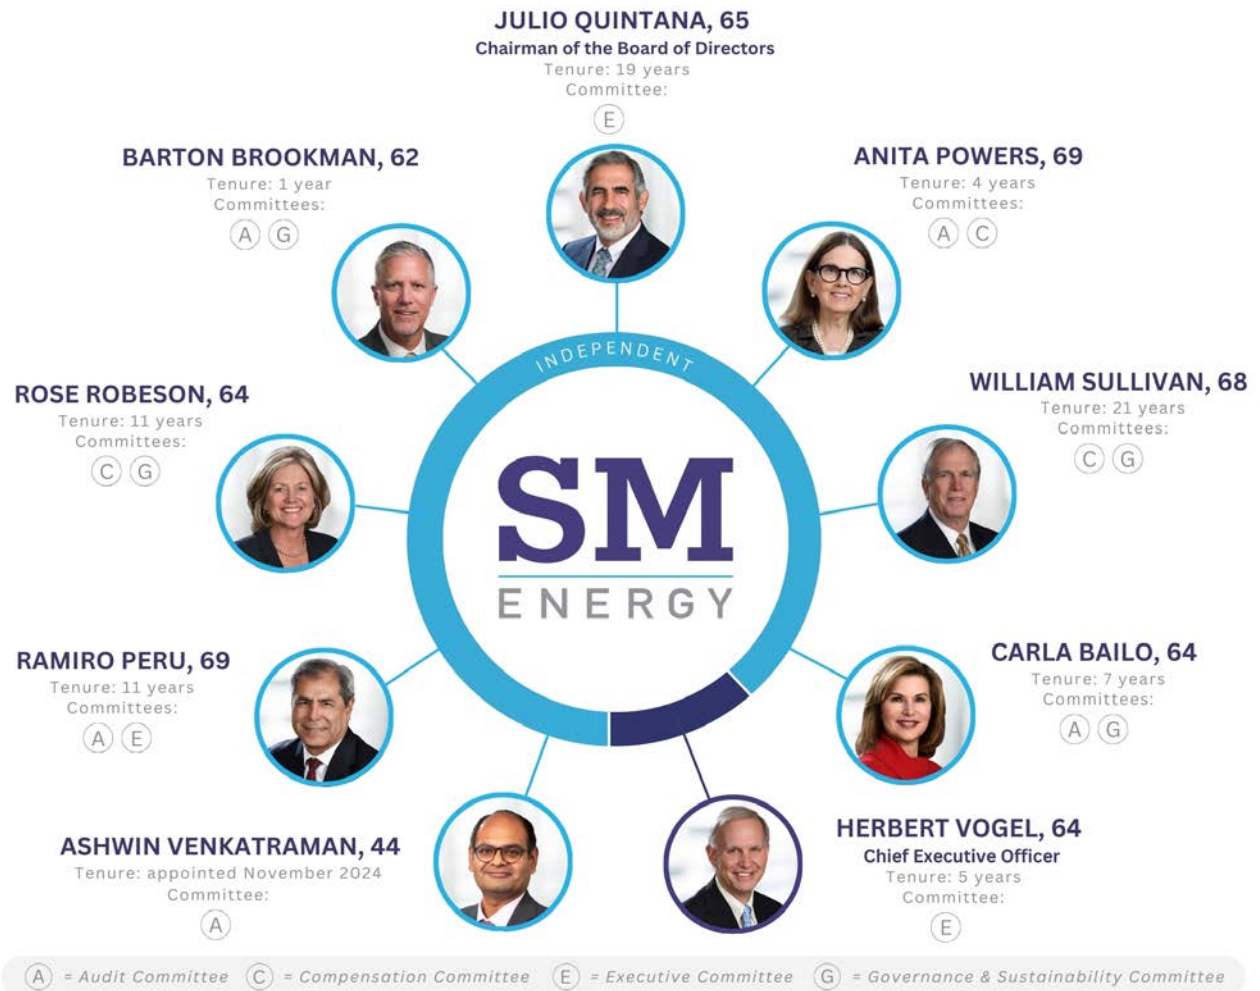 JULIO QUINTANA, 65
Chairman of the Board of Directors
Tenure: 19 years
Committee:
E
BARTON BROOKMAN, 62
Tenure: 1 year
Committees:
A G
ANITA POWERS, 69
Tenure: 4 years
Committees:
A C
INDEPENDENT
ROSE ROBESON, 64
Tenure: 11 years
Committees:
C G
WILLIAM SULLIVAN, 68
Tenure: 21 years
Committees:
C G
SM
ENERGY
RAMIRO PERU, 69
Tenure: 11 years
Committees:
A E
CARLA BAILO, 64
Tenure: 7 years
Committees:
A G
ASHWIN VENKATRAMAN, 44
Tenure: appointed November 2024
Committee:
A
HERBERT VOGEL, 64
Chief Executive Officer
Tenure: 5 years
Committee:
E
A = Audit Committee C = Compensation Committee E = Executive Committee G = Governance & Sustainability Committee